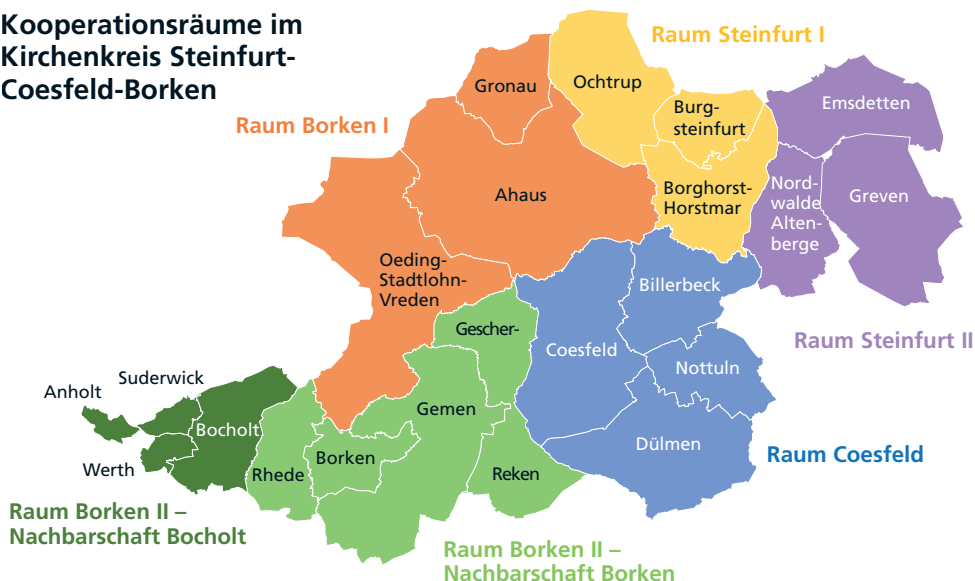 Kooperationsräume im
Kirchenkreis Steinfurt-
Coesfeld-Borken
Raum Steinfurt I
Gronau
Ochtrup
Burg-
steinfurt
Emsdetten
Raum Borken I
Ahaus
Borghorst-
Horstmar
Nord-
walde
Alten-
berge
Greven
Oeding-
Stadtlohn-
Vreden
Billerbeck
Gescher-
Coesfeld
Raum Steinfurt II
Nottuln
Suderwick
Anholt
Gemen
Bocholt
Dülmen
Raum Coesfeld
Werth
Rhede
Borken
Reken
Raum Borken II –
Nachbarschaft Bocholt
Raum Borken II –
Nachbarschaft Borken